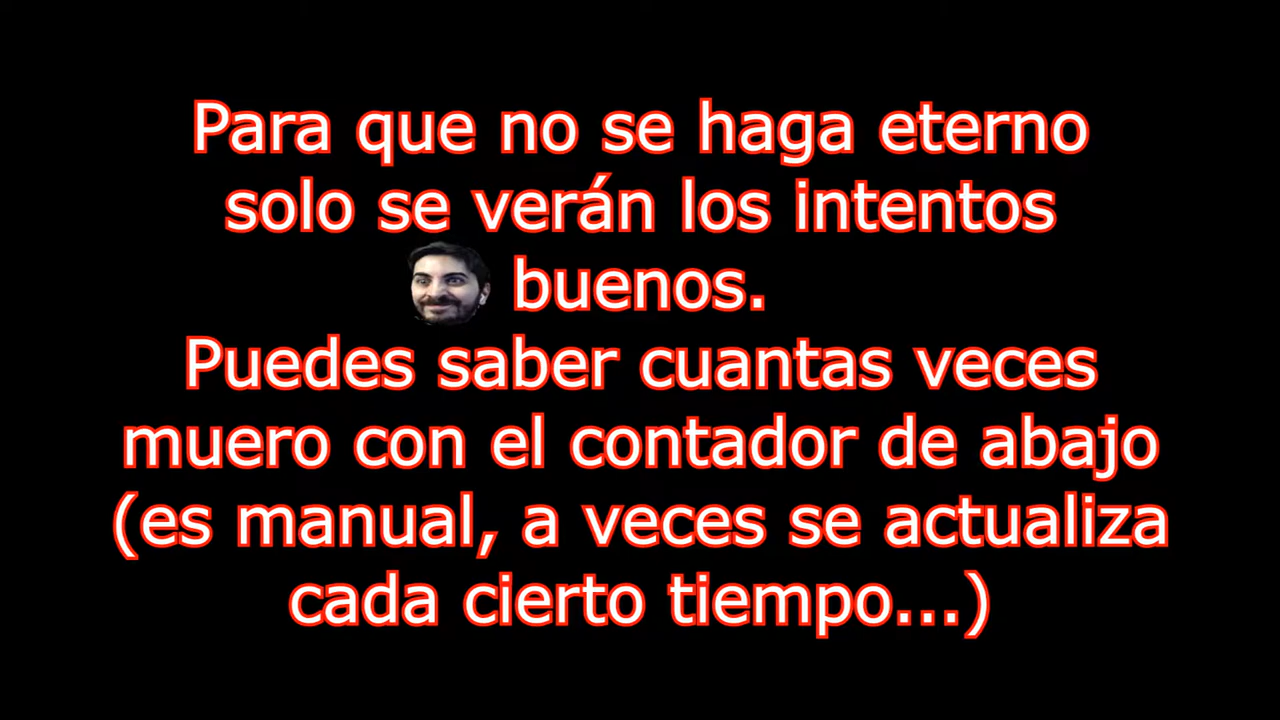 Para que no se haga eterno
solo se verán los intentos
buenos.
Puedes saber cuantas veces
muero con el contador de abajo
(es manual, a veces se actualiza
cada cierto tiempo...)